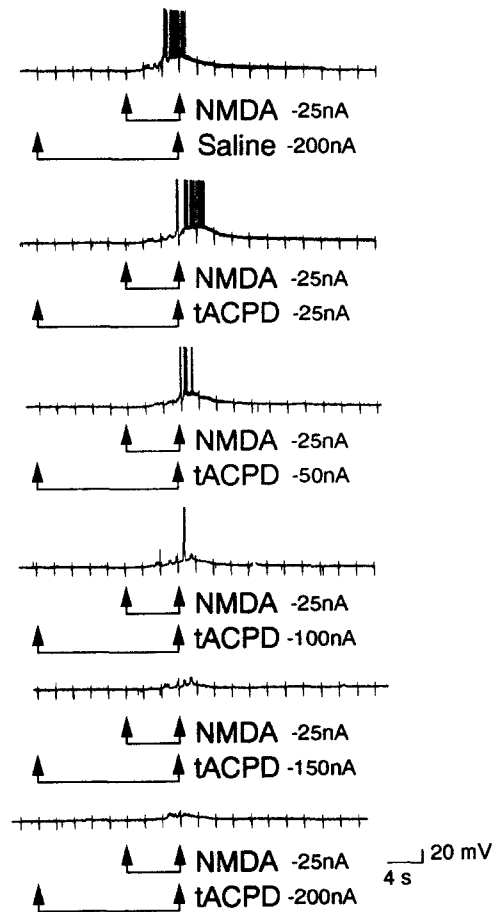 NMDA -25nA
Saline -200nA
NMDA -25nA
tACPD -25nA
NMDA -25nA
tACPD -50nA
NMDA -25nA
tACPD -100nA
NMDA -25nA
tACPD -150nA
NMDA -25nA
tACPD -200nA
20 mV
4 s